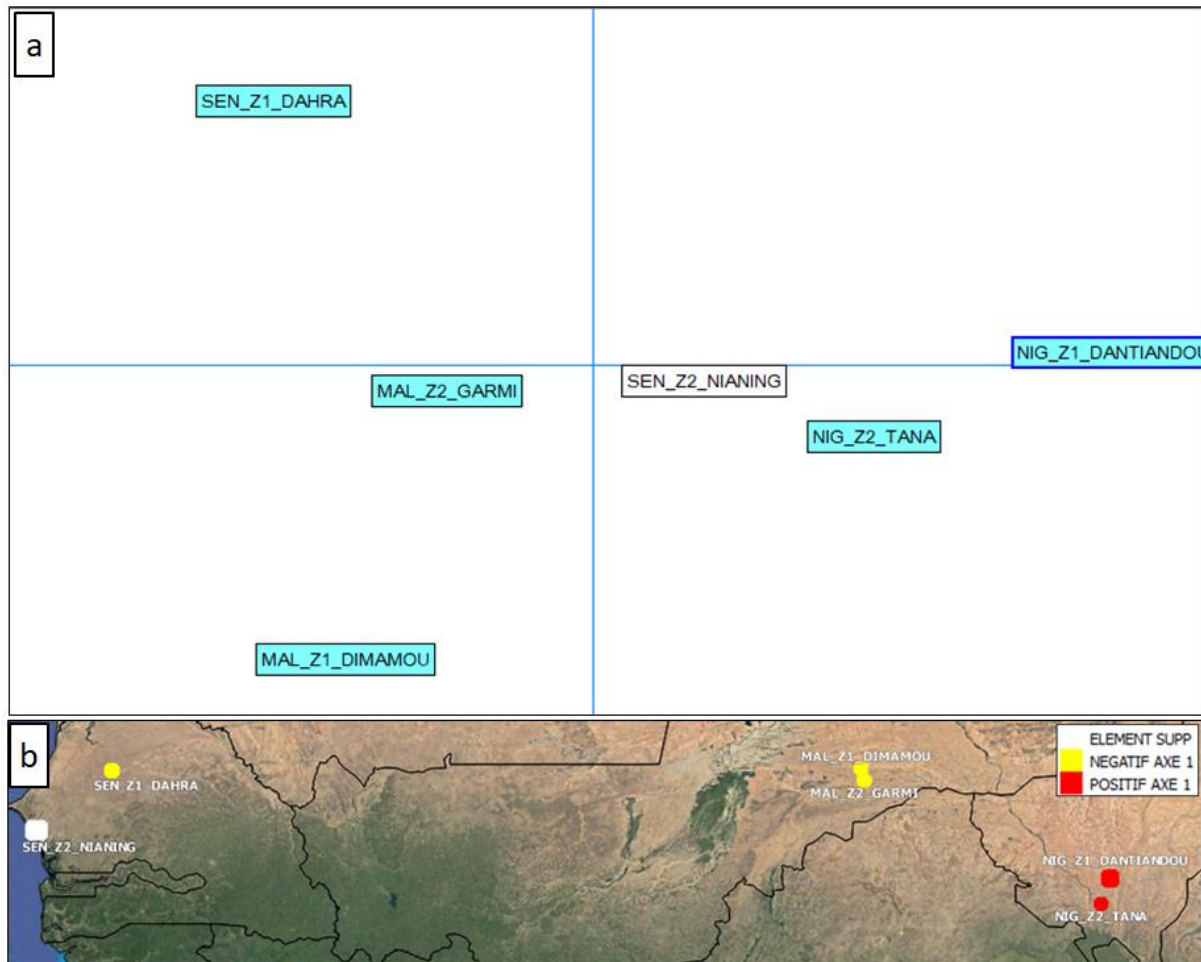 a
SEN_Z1_DAHRA
NIG_Z1_DANTIANDOU
MAL_Z2_GARMI
SEN_Z2_NIANING
NIG_Z2_TANA
MAL_Z1_DIMAMOU
b
ELEMENT SUPP
NEGATIF AXE 1
POSITIF AXE 1
MAL_Z1_DIMAMOU
SEN_Z1_DAHRA
MAL_Z2_GARMI
SEN_Z2_NIANING
NIG_Z1_DANTIANDOU
NIG_Z2_TANA